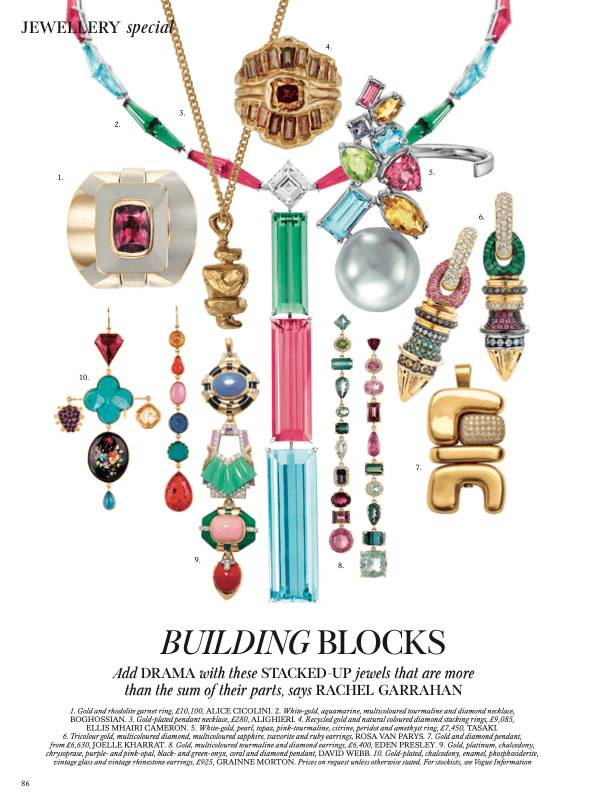 JEWELLERY special
4.
3.
2.
5.
1.
6.
10.
7.
9.
8.
BUILDING BLOCKS
Add DRAMA with these STACKED-UP jewels that are more
than the sum of their parts, says RACHEL GARRAHAN
1. Gold and rhodolite garnet ring, £10,100, ALICE CICOLINI. 2. White-gold, aquamarine, multicoloured tourmaline and diamond necklace,
BOGHOSSIAN. 3. Gold-plated pendant necklace, £280, ALIGHIERI. 4. Recycled gold and natural coloured diamond stacking rings, £9,085,
ELLIS MHAIRI CAMERON. 5. White-gold, pearl, topaz, pink-tourmaline, citrine, peridot and amethyst ring, £7,450, TASAKI.
6. Tricolour gold, multicoloured diamond, multicoloured sapphire, tsavorite and ruby earrings, ROSA VAN PARYS. 7. Gold and diamond pendant,
from £6,630, JOELLE KHARRAT. 8. Gold, multicoloured tourmaline and diamond earrings, £6,400, EDEN PRESLEY. 9. Gold, platinum, chalcedony,
chrysoprase, purple- and pink-opal, black- and green-onyx, coral and diamond pendant, DAVID WEBB. 10. Gold-plated, chalcedony, enamel, phosphosiderite,
vintage glass and vintage rhinestone earrings, £925, GRAINNE MORTON. Prices on request unless otherwise stated. For stockists, see Vogue Information
86